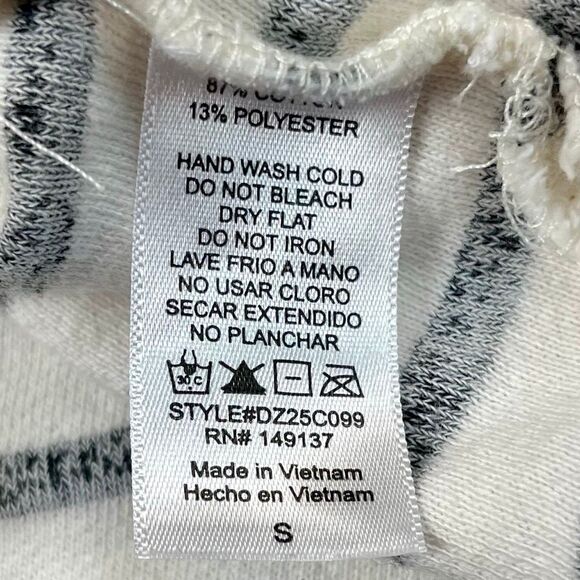 87% COTTON
13% POLYESTER
HAND WASH COLD
DO NOT BLEACH
DRY FLAT
DO NOT IRON
LAVE FRIO A MANO
NO USAR CLORO
SECAR EXTENDIDO
NO PLANCHAR
30 C
STYLE#DZ25C099
RN# 149137
Made in Vietnam
Hecho en Vietnam
S